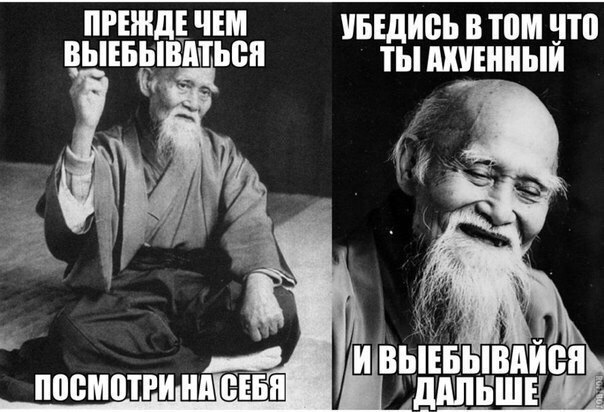 ПРЕЖДЕ ЧЕМ
ВЫЕБЫВАТЬСЯ
ПОСМОТРИ НА СЕБЯ
УБЕДИСЬ В ТОМ ЧТО
ТЫ АХУЕННЫЙ
И ВЫЕБЫВАЙСЯ
ДАЛЬШЕ